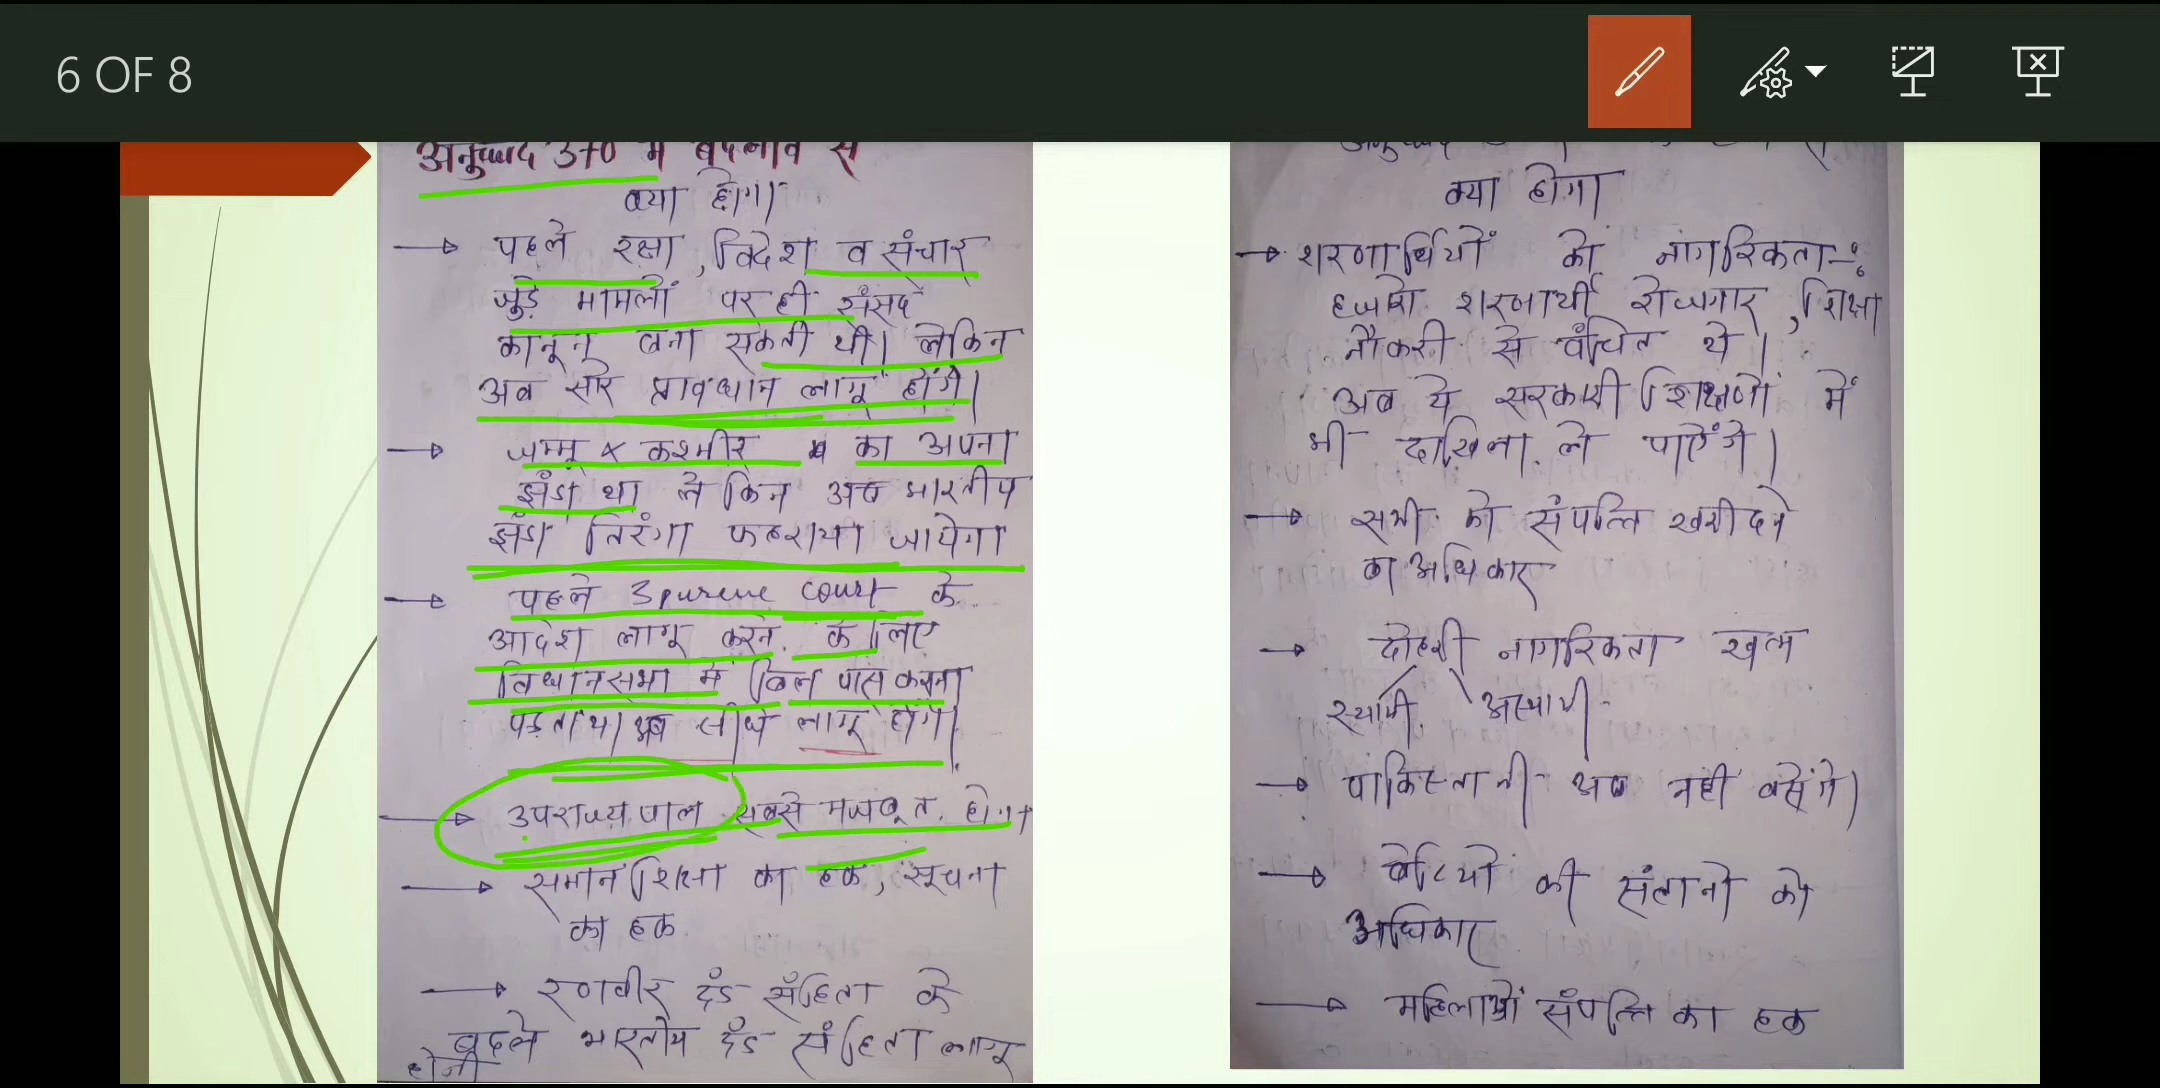 6 OF 8
अनुच्छेद 370 में बदलाव से
क्या होगा
→ पहले रक्षा, विदेश व संचार
जुड़े मामलों पर ही संसद
कानून बना सकती थी। लेकिन
अब सारे प्रावधान लागू होंगे।
→ जम्मू & कश्मीर का अपना
झंडा था लेकिन अब भारतीय
झंडा तिरंगा फहराया जायेगा
→ पहले Spureme court के
आदेश लागू करने के लिए
विधानसभा में बिल पास करना
पड़ता था। अब सीधे लागू होंगे।
→ उपराज्यपाल सबसे मजबूत होगा
→ समान शिक्षा का हक, सूचना
का हक
→ रणवीर दंड संहिता के
बदले भारतीय दंड संहिता लागू
होगी
क्या होगा
→ शरणार्थियों को नागरिकता-:
हजारो शरणार्थी रोजगार, शिक्षा
नौकरी से वंचित थे।
अब ये सरकारी शिक्षणों में
भी दाखिला ले पाऐंगे।
→ सभी को संपत्ति खरीदने
का अधिकार
→ दोहरी नागरिकता खत्म
स्थायी अस्थायी
→ पाकिस्तानी अब नहीं बसेंगे।
→ बेटियों की संतानो को
अधिकार
→ महिलाओं संपत्ति का हक